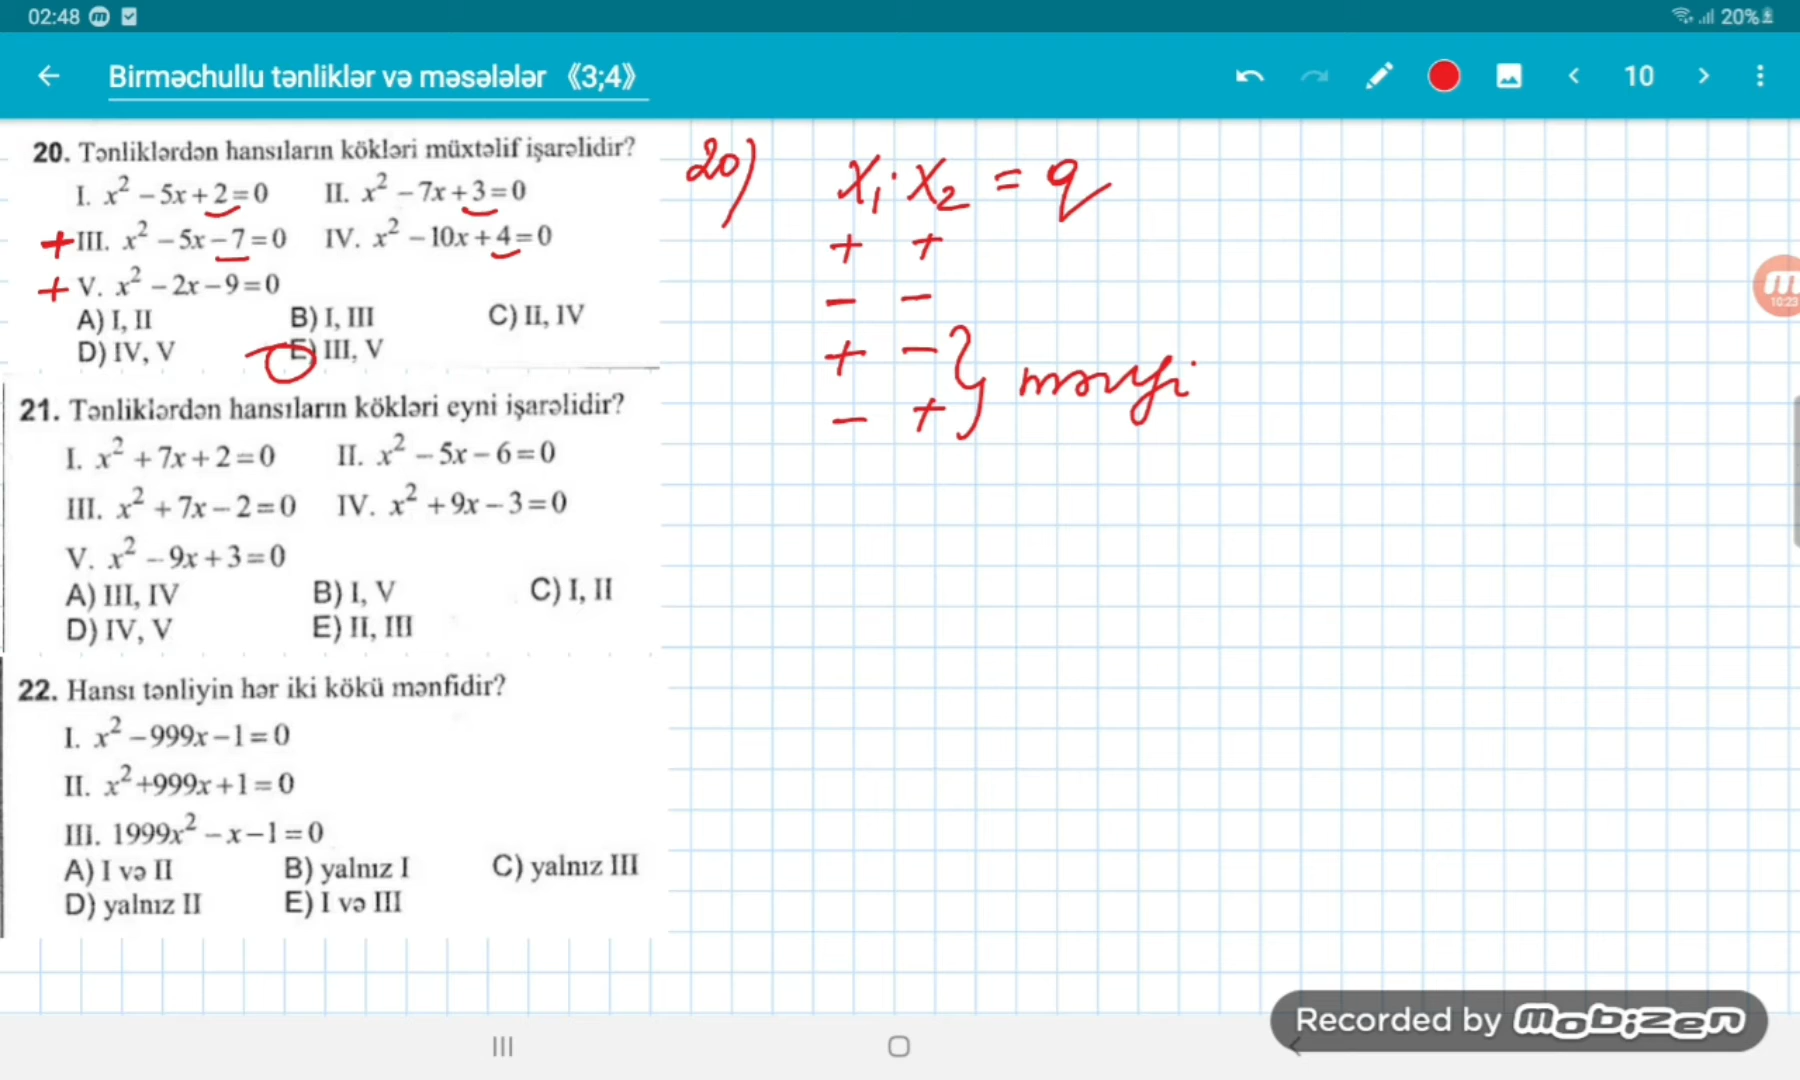 02:48
20%
Birməchullu tənliklər və məsələlər 《3;4》
10
20. Tənliklərdən hansıların kökləri müxtəlif işarəlidir?
I. x² − 5x + 2 = 0 II. x² − 7x + 3 = 0
+ III. x² − 5x − 7 = 0 IV. x² − 10x + 4 = 0
+ V. x² − 2x − 9 = 0
A) I, II B) I, III C) II, IV
D) IV, V E) III, V
21. Tənliklərdən hansıların kökləri eyni işarəlidir?
I. x² + 7x + 2 = 0 II. x² − 5x − 6 = 0
III. x² + 7x − 2 = 0 IV. x² + 9x − 3 = 0
V. x² − 9x + 3 = 0
A) III, IV B) I, V C) I, II
D) IV, V E) II, III
22. Hansı tənliyin hər iki kökü mənfidir?
I. x² − 999x − 1 = 0
II. x² + 999x + 1 = 0
III. 1999x² − x − 1 = 0
A) I və II B) yalnız I C) yalnız III
D) yalnız II E) I və III
20) x₁ · x₂ = q
+ +
− −
+ −
− +
10:23
Recorded by mobizen